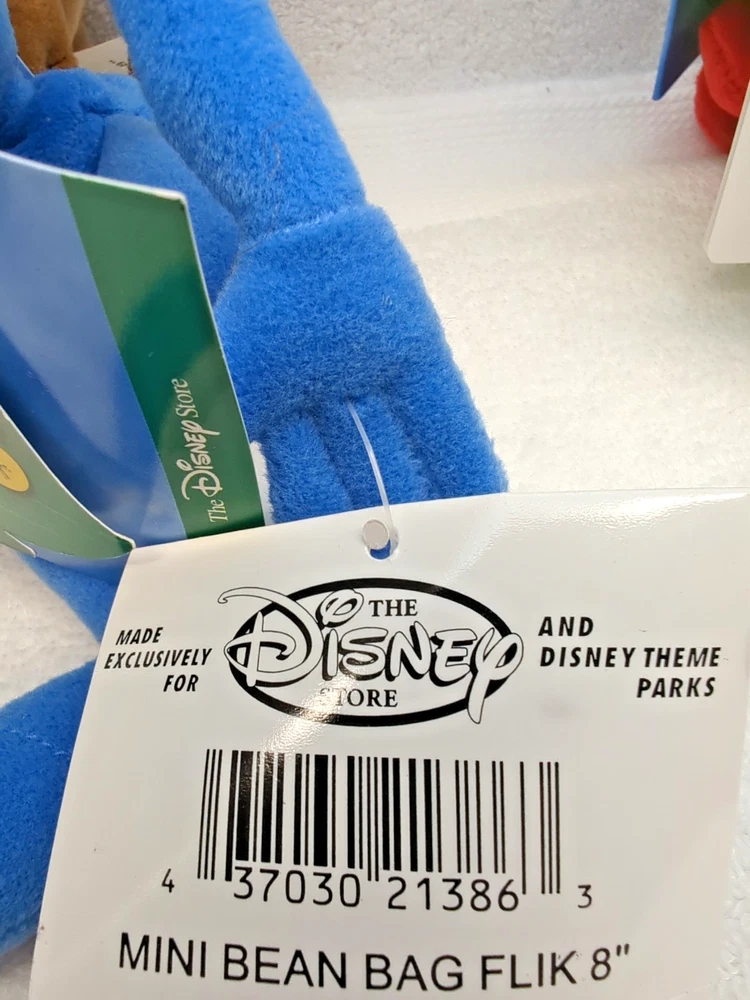 The Disney Store
MADE
EXCLUSIVELY
FOR
THE
Disney
STORE
AND
DISNEY THEME
PARKS
4 37030 21386 3
MINI BEAN BAG FLIK 8"